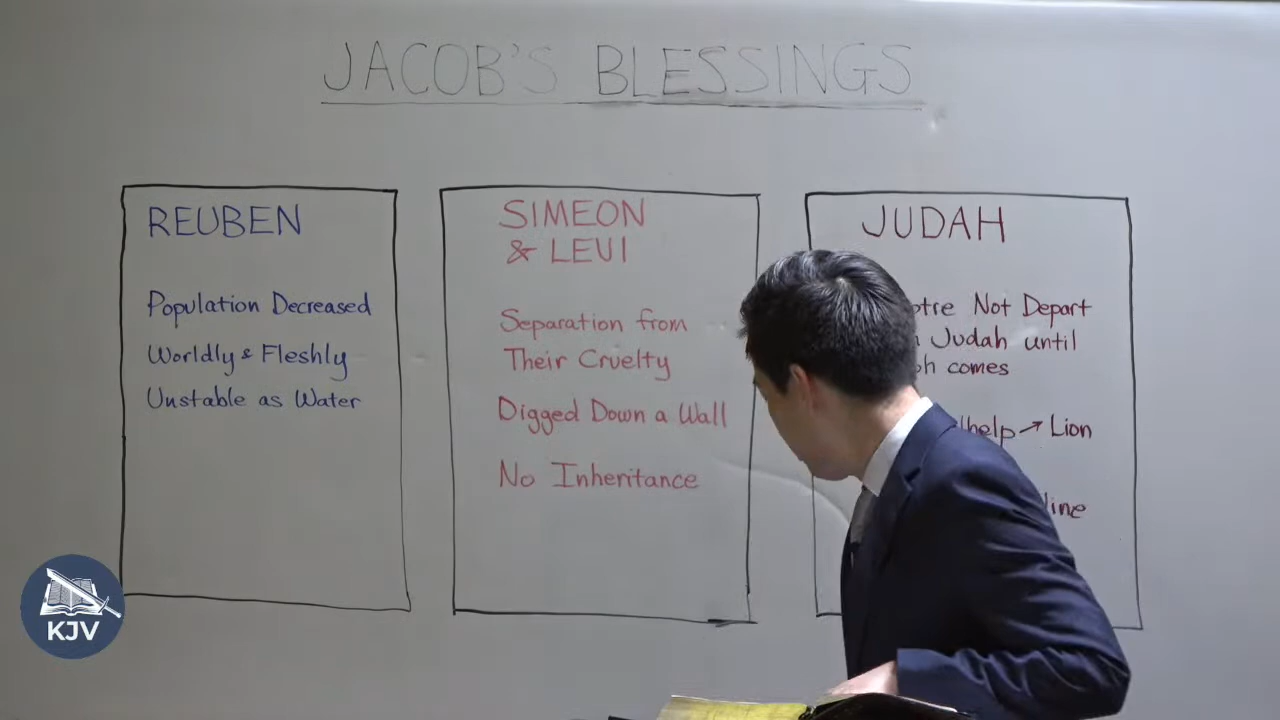 JACOB'S BLESSINGS
REUBEN
Population Decreased
Worldly & Fleshly
Unstable as Water
SIMEON
& LEVI
Separation from
Their Cruelty
Digged Down a Wall
No Inheritance
JUDAH
Not Depart
Judah until
comes
→ Lion
KJV